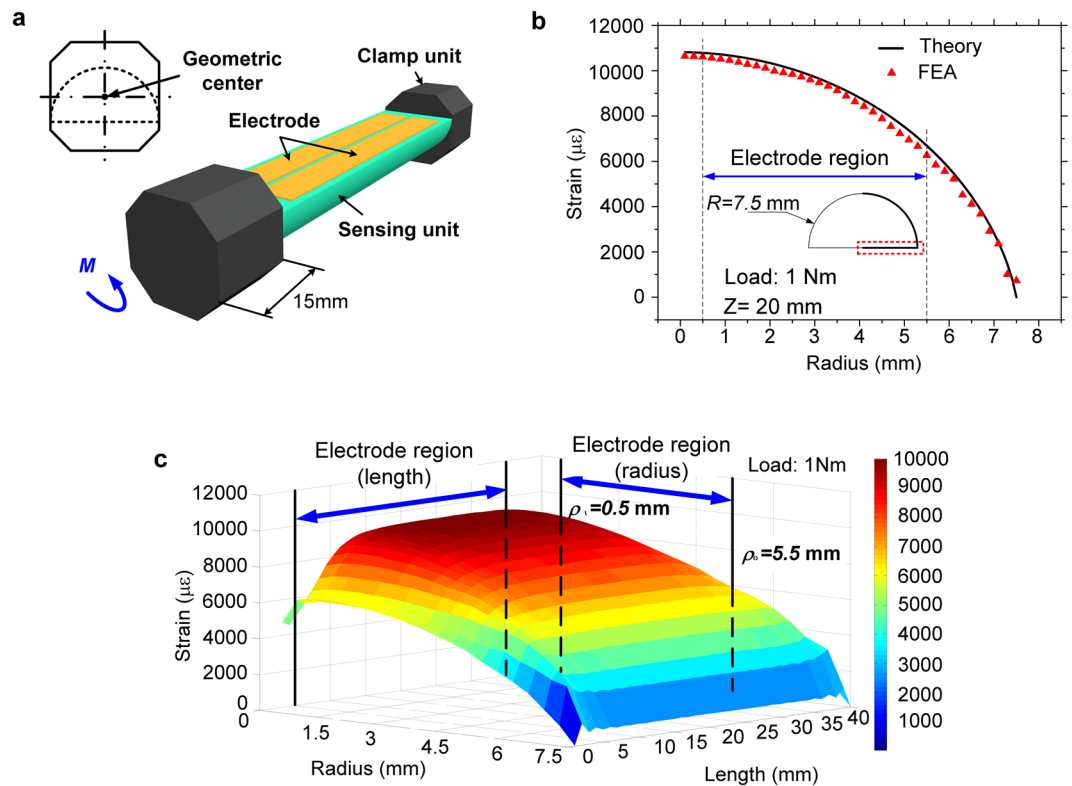 a
Geometric
center
Clamp unit
Electrode
Sensing unit
M
15mm
b
12000
10000
8000
6000
4000
2000
0
Strain (με)
Theory
FEA
Electrode region
R=7.5 mm
Load: 1 Nm
Z= 20 mm
0 1 2 3 4 5 6 7 8
Radius (mm)
c
Electrode region
(length)
Electrode region
(radius)
Load: 1Nm
ρᵢ=0.5 mm
ρₒ=5.5 mm
12000
10000
8000
6000
4000
2000
0
Strain (με)
0 1.5 3 4.5 6 7.5
Radius (mm)
0 5 10 15 20 25 30 35 40
Length (mm)
10000
9000
8000
7000
6000
5000
4000
3000
2000
1000